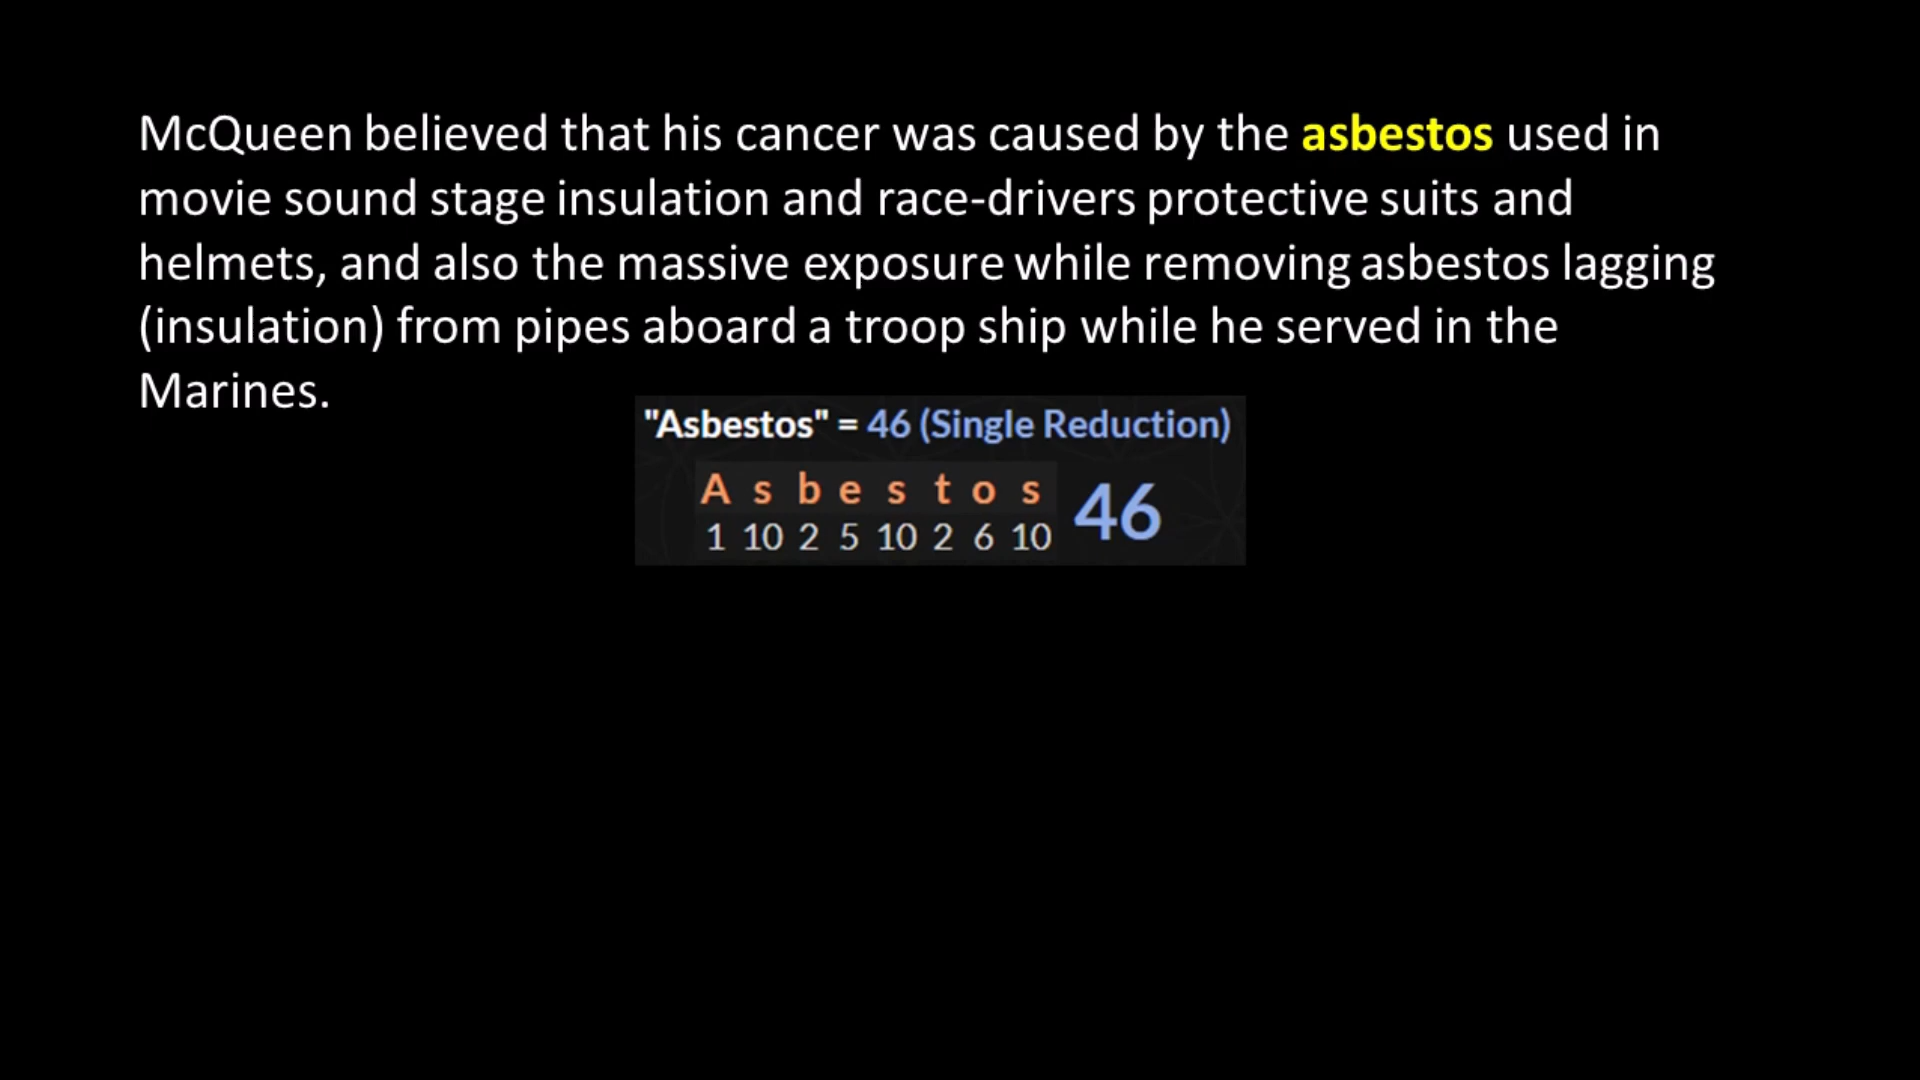 McQueen believed that his cancer was caused by the asbestos used in
movie sound stage insulation and race-drivers protective suits and
helmets, and also the massive exposure while removing asbestos lagging
(insulation) from pipes aboard a troop ship while he served in the
Marines.
"Asbestos" = 46 (Single Reduction)
A s b e s t o s 46
1 10 2 5 10 2 6 10